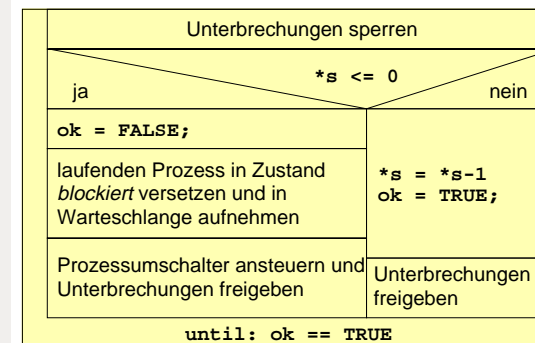 Unterbrechungen sperren
*s <= 0
ja
nein
ok = FALSE;
laufenden Prozess in Zustand
blockiert versetzen und in
Warteschlange aufnehmen
Prozessumschalter ansteuern und
Unterbrechungen freigeben
*s = *s-1
ok = TRUE;
Unterbrechungen
freigeben
until: ok == TRUE